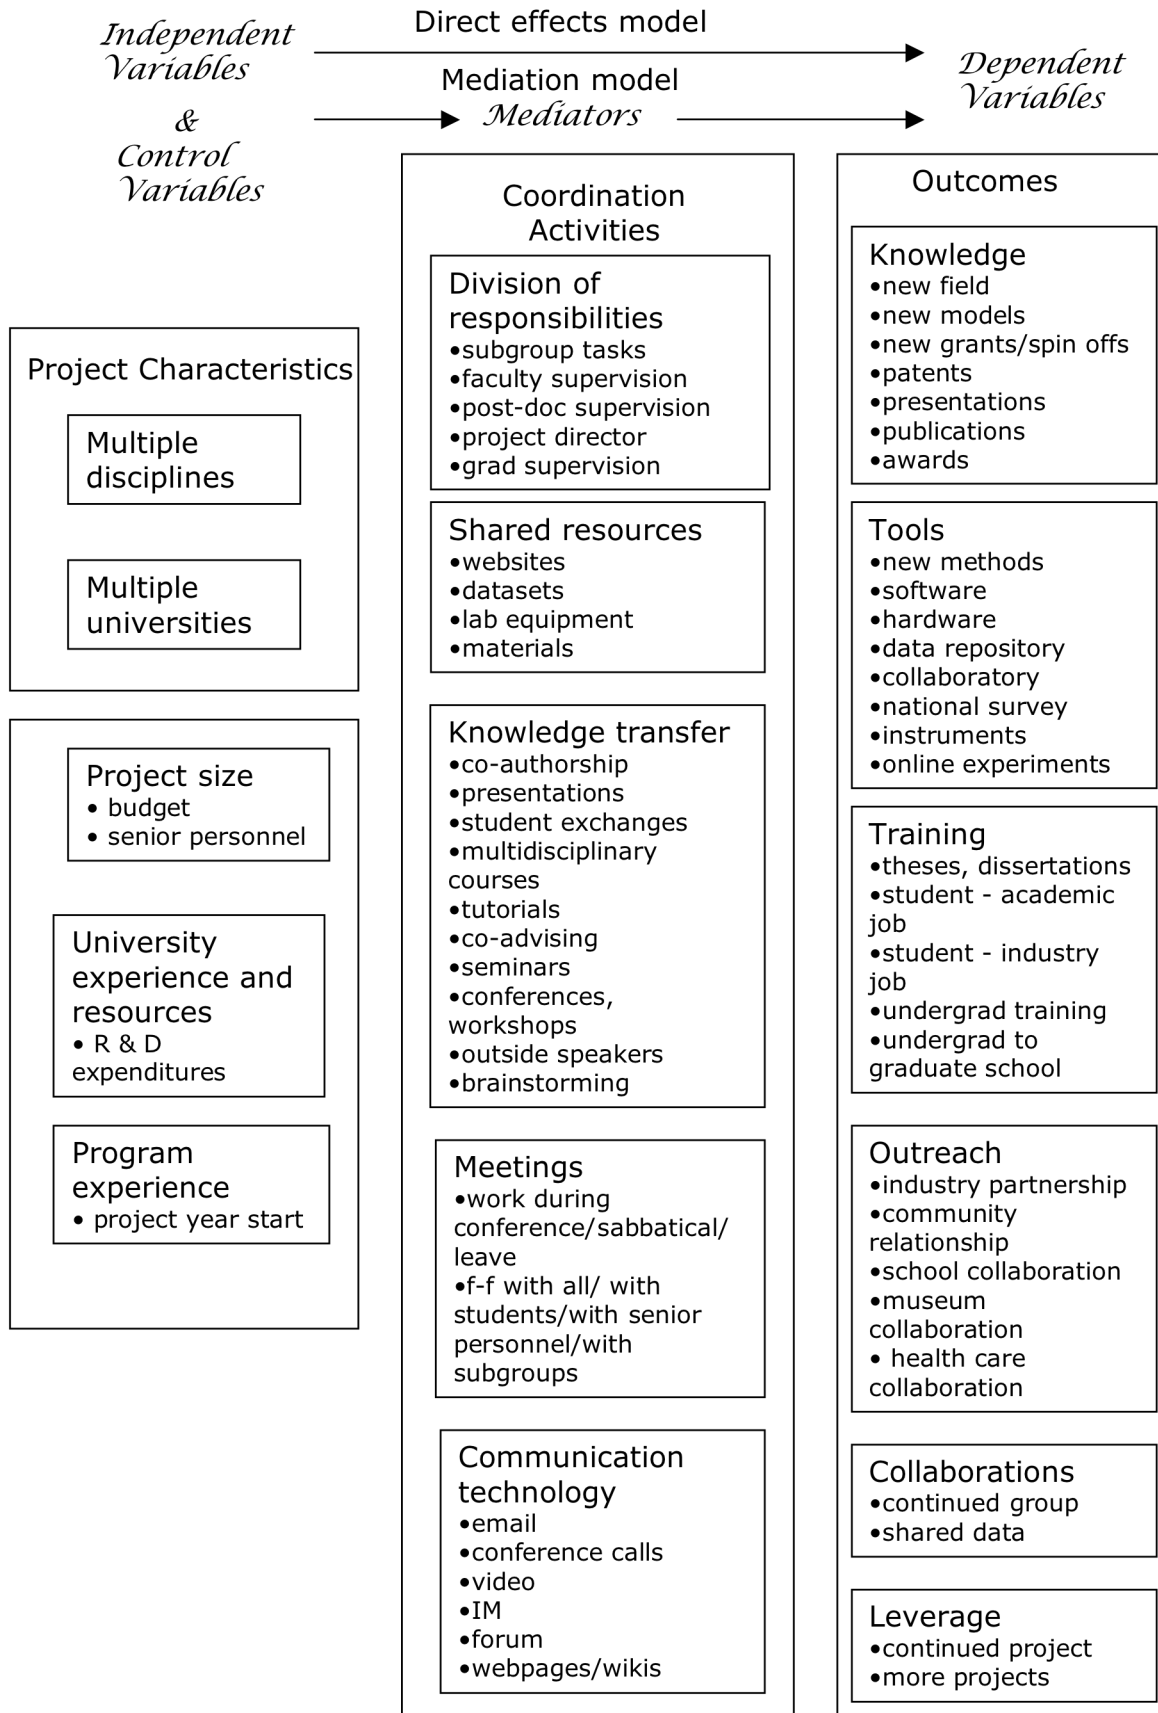 Direct effects model
Independent
Variables
&
Control
Variables
Mediation model
Mediators
Dependent
Variables
Project Characteristics
Multiple
disciplines
Multiple
universities
Project size
• budget
• senior personnel
University
experience and
resources
• R & D
expenditures
Program
experience
• project year start
Coordination
Activities
Division of
responsibilities
•subgroup tasks
•faculty supervision
•post-doc supervision
•project director
•grad supervision
Shared resources
•websites
•datasets
•lab equipment
•materials
Knowledge transfer
•co-authorship
•presentations
•student exchanges
•multidisciplinary
courses
•tutorials
•co-advising
•seminars
•conferences,
workshops
•outside speakers
•brainstorming
Meetings
•work during
conference/sabbatical/
leave
•f-f with all/ with
students/with senior
personnel/with
subgroups
Communication
technology
•email
•conference calls
•video
•IM
•forum
•webpages/wikis
Outcomes
Knowledge
•new field
•new models
•new grants/spin offs
•patents
•presentations
•publications
•awards
Tools
•new methods
•software
•hardware
•data repository
•collaboratory
•national survey
•instruments
•online experiments
Training
•theses, dissertations
•student - academic
job
•student - industry
job
•undergrad training
•undergrad to
graduate school
Outreach
•industry partnership
•community
relationship
•school collaboration
•museum
collaboration
• health care
collaboration
Collaborations
•continued group
•shared data
Leverage
•continued project
•more projects